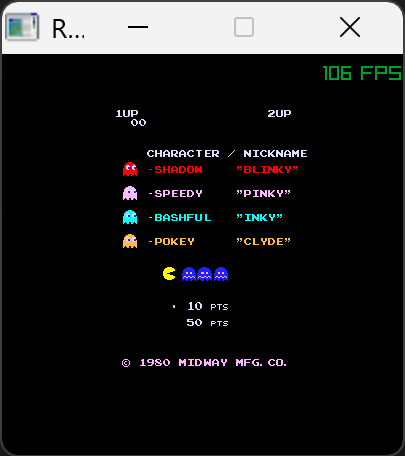 R...
106 FPS
1UP 2UP
00
CHARACTER / NICKNAME
-SHADOW "BLINKY"
-SPEEDY "PINKY"
-BASHFUL "INKY"
-POKEY "CLYDE"
10 PTS
50 PTS
© 1980 MIDWAY MFG.CO.